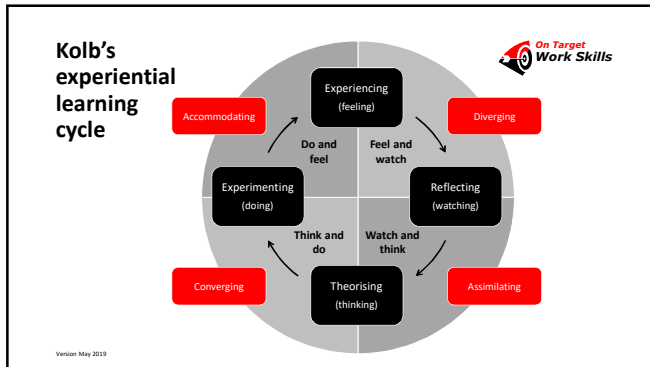 Kolb's
experiential
learning
cycle
On Target
Work Skills
Experiencing
(feeling)
Accommodating
Diverging
Do and
feel
Feel and
watch
Experimenting
(doing)
Reflecting
(watching)
Think and
do
Watch and
think
Converging
Theorising
(thinking)
Assimilating
Version May 2019